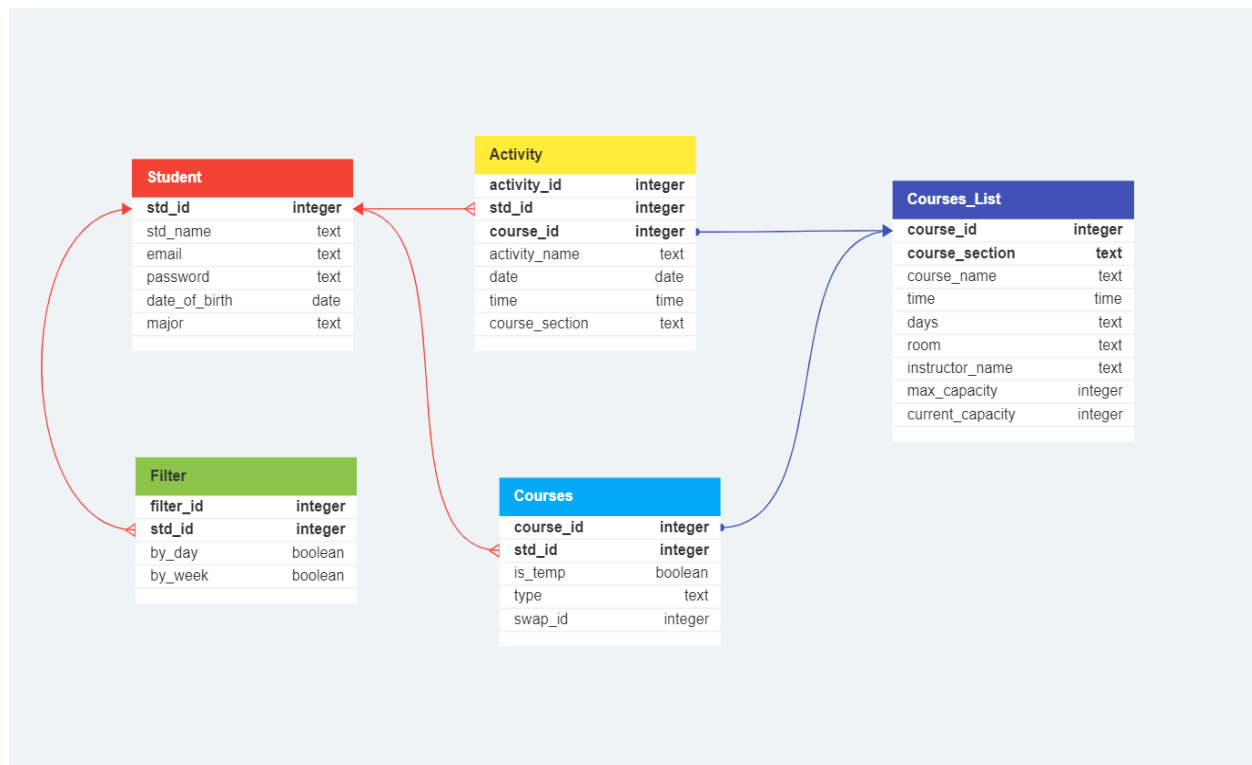 Student
std_id integer
std_name text
email text
password text
date_of_birth date
major text
Activity
activity_id integer
std_id integer
course_id integer
activity_name text
date date
time time
course_section text
Courses_List
course_id integer
course_section text
course_name text
time time
days text
room text
instructor_name text
max_capacity integer
current_capacity integer
Filter
filter_id integer
std_id integer
by_day boolean
by_week boolean
Courses
course_id integer
std_id integer
is_temp boolean
type text
swap_id integer